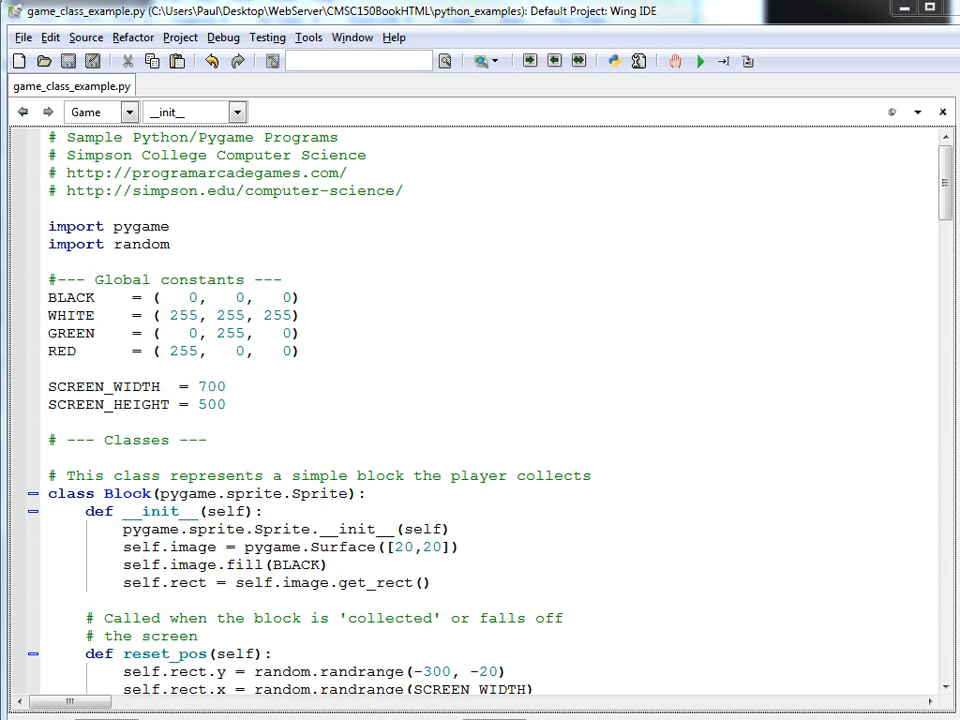 game_class_example.py (C:\Users\Paul\Desktop\WebServer\CMSC150BookHTML\python_examples): Default Project: Wing IDE
File Edit Source Refactor Project Debug Testing Tools Window Help
game_class_example.py
Game __init__
# Sample Python/Pygame Programs
# Simpson College Computer Science
# http://programarcadegames.com/
# http://simpson.edu/computer-science/
import pygame
import random
#--- Global constants ---
BLACK    = (   0,   0,   0)
WHITE    = ( 255, 255, 255)
GREEN    = (   0, 255,   0)
RED      = ( 255,   0,   0)
SCREEN_WIDTH  = 700
SCREEN_HEIGHT = 500
# --- Classes ---
# This class represents a simple block the player collects
class Block(pygame.sprite.Sprite):
    def __init__(self):
        pygame.sprite.Sprite.__init__(self)
        self.image = pygame.Surface([20,20])
        self.image.fill(BLACK)
        self.rect = self.image.get_rect()
    # Called when the block is 'collected' or falls off
    # the screen
    def reset_pos(self):
        self.rect.y = random.randrange(-300, -20)
        self.rect.x = random.randrange(SCREEN_WIDTH)